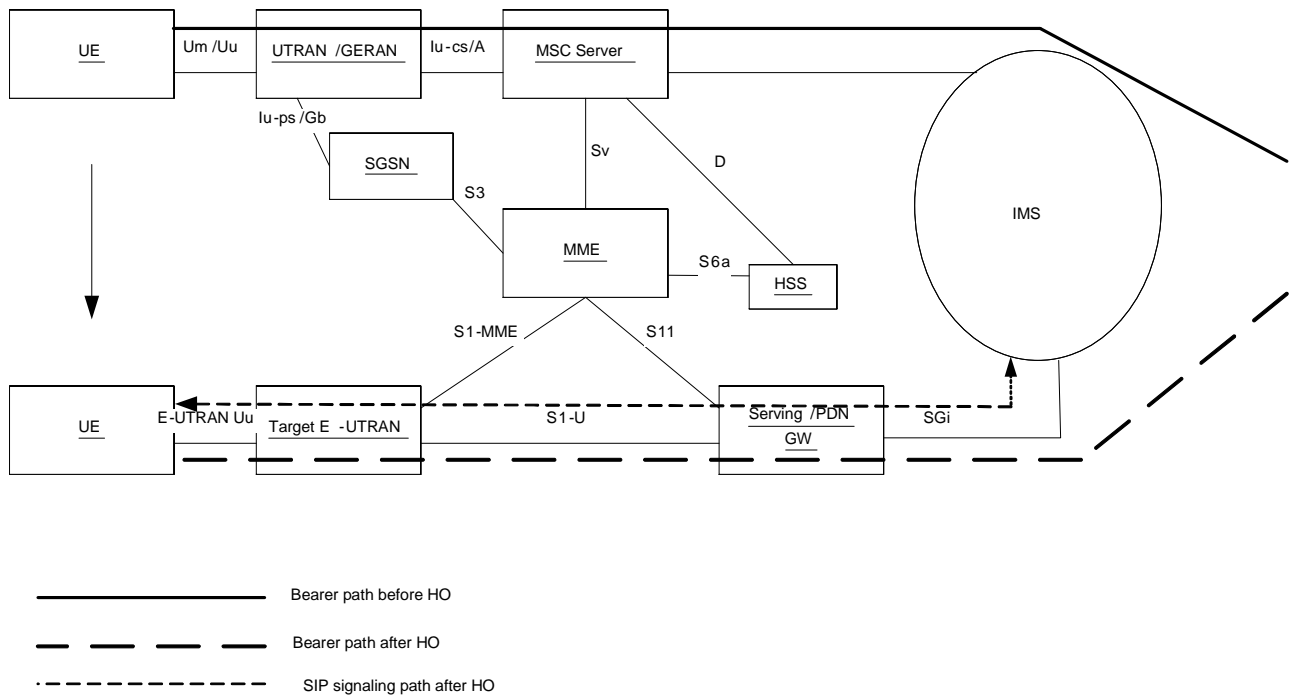 UE
Um /Uu
UTRAN /GERAN
Iu-cs/A
MSC Server
Iu-ps /Gb
SGSN
S3
Sv
D
IMS
MME
S6a
HSS
S1-MME
S11
UE
E-UTRAN Uu
Target E -UTRAN
S1-U
Serving /PDN
GW
SGi
Bearer path before HO
Bearer path after HO
SIP signaling path after HO